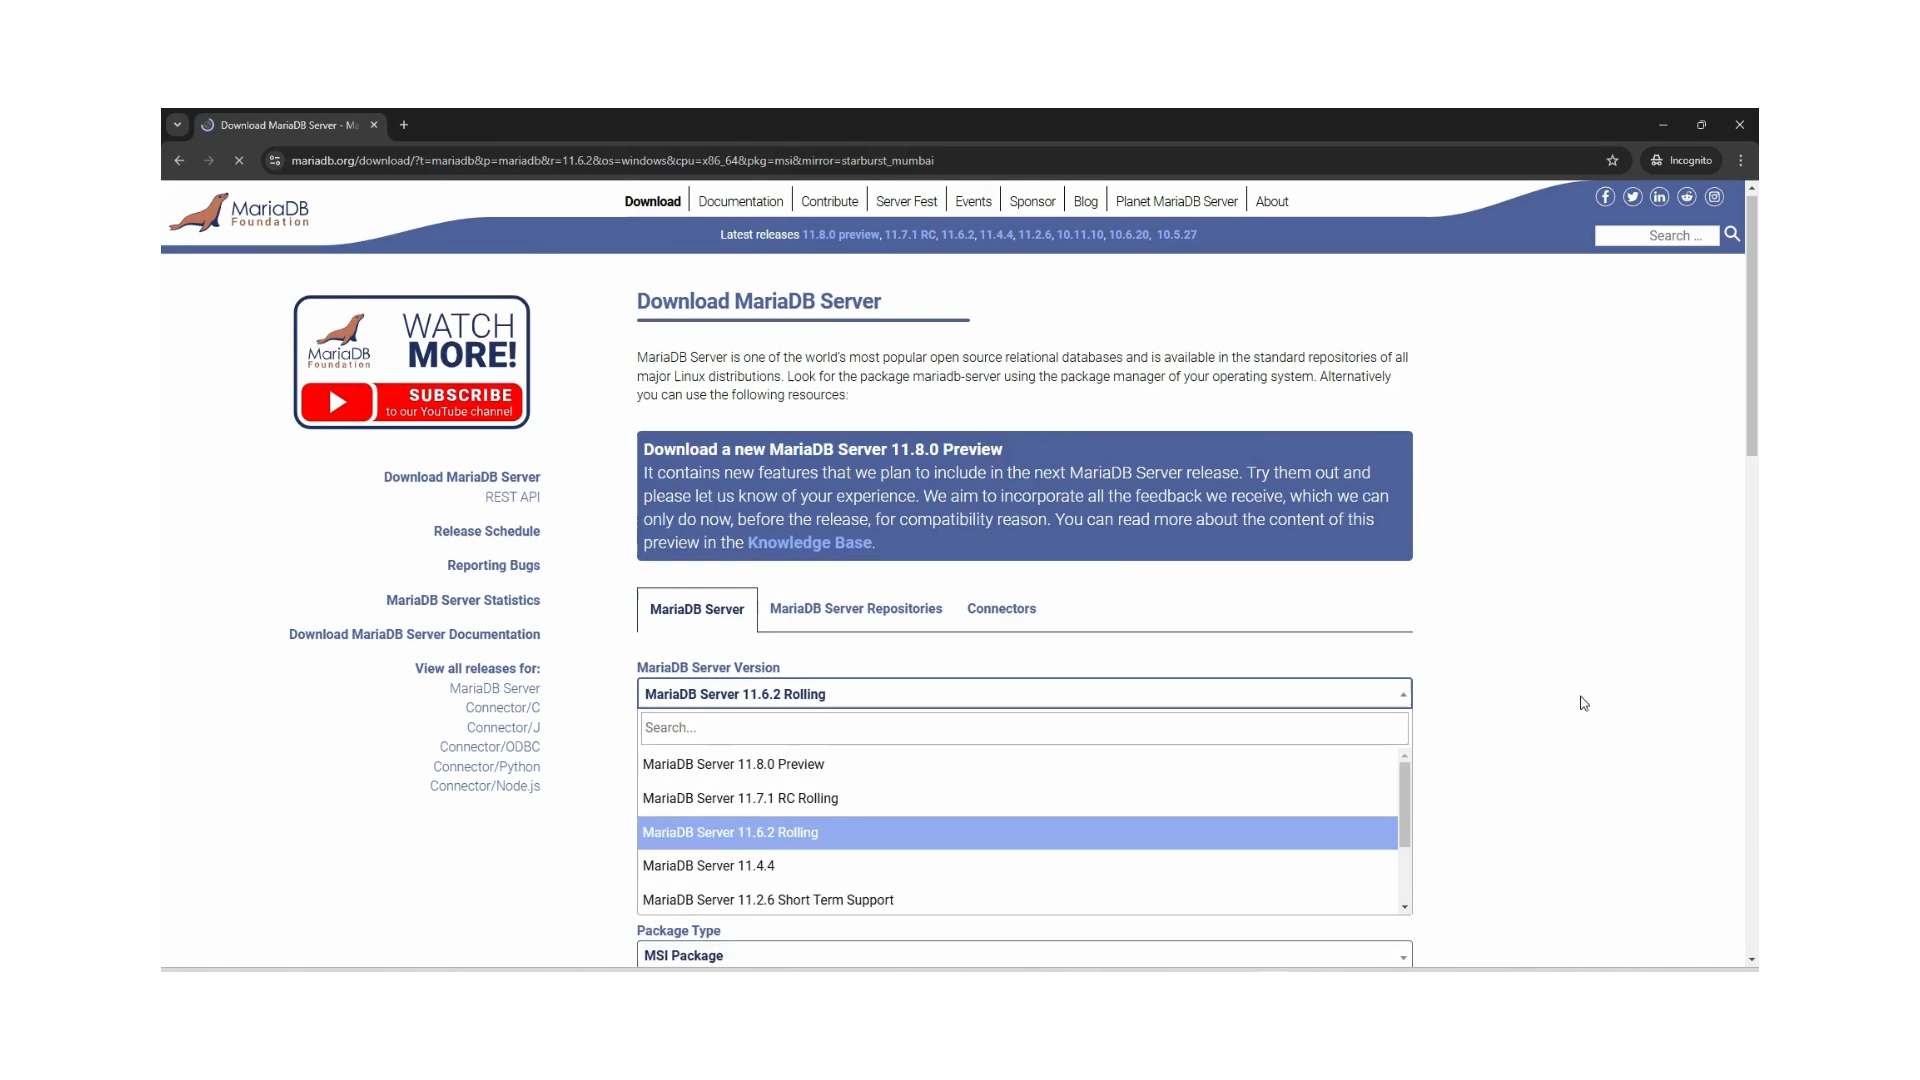 Download MariaDB Server - Ma
mariadb.org/download/?t=mariadb&p=mariadb&r=11.6.2&os=windows&cpu=x86_64&pkg=msi&mirror=starburst_mumbai
Incognito
MariaDB
Foundation
Download
Documentation
Contribute
Server Fest
Events
Sponsor
Blog
Planet MariaDB Server
About
Latest releases 11.8.0 preview, 11.7.1 RC, 11.6.2, 11.4.4, 11.2.6, 10.11.10, 10.6.20, 10.5.27
Search ...
WATCH
MORE!
MariaDB
Foundation
SUBSCRIBE
to our YouTube channel
Download MariaDB Server
REST API
Release Schedule
Reporting Bugs
MariaDB Server Statistics
Download MariaDB Server Documentation
View all releases for:
MariaDB Server
Connector/C
Connector/J
Connector/ODBC
Connector/Python
Connector/Node.js
Download MariaDB Server
MariaDB Server is one of the world's most popular open source relational databases and is available in the standard repositories of all
major Linux distributions. Look for the package mariadb-server using the package manager of your operating system. Alternatively
you can use the following resources:
Download a new MariaDB Server 11.8.0 Preview
It contains new features that we plan to include in the next MariaDB Server release. Try them out and
please let us know of your experience. We aim to incorporate all the feedback we receive, which we can
only do now, before the release, for compatibility reason. You can read more about the content of this
preview in the Knowledge Base.
MariaDB Server
MariaDB Server Repositories
Connectors
MariaDB Server Version
MariaDB Server 11.6.2 Rolling
Search...
MariaDB Server 11.8.0 Preview
MariaDB Server 11.7.1 RC Rolling
MariaDB Server 11.6.2 Rolling
MariaDB Server 11.4.4
MariaDB Server 11.2.6 Short Term Support
Package Type
MSI Package